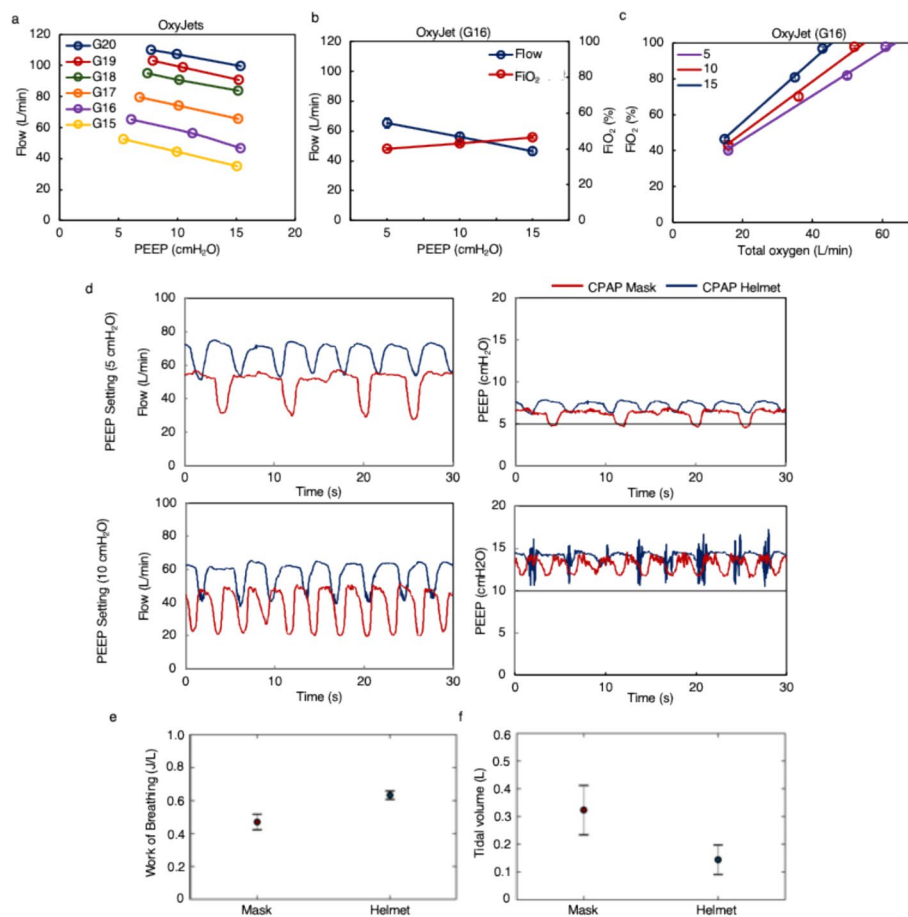 a
OxyJets
G20
G19
G18
G17
G16
G15
120
100
80
60
40
20
0
Flow (L/min)
0 5 10 15 20
PEEP (cmH₂O)
b
OxyJet (G16)
Flow
FiO₂
120
100
80
60
40
20
0
Flow (L/min)
100
80
60
40
20
0
FiO₂ (%)
5 10 15
PEEP (cmH₂O)
c
OxyJet (G16)
5
10
15
100
80
60
40
20
0
FiO₂ (%)
0 20 40 60
Total oxygen (L/min)
d
CPAP Mask CPAP Helmet
PEEP Setting (5 cmH₂O)
Flow (L/min)
100
80
60
40
20
0
0 10 20 30
Time (s)
PEEP (cmH₂O)
20
15
10
5
0
0 10 20 30
Time (s)
PEEP Setting (10 cmH₂O)
Flow (L/min)
100
80
60
40
20
0
0 10 20 30
Time (s)
PEEP (cmH2O)
20
15
10
5
0
0 10 20 30
Time (s)
e
Work of Breathing (J/L)
1.0
0.8
0.6
0.4
0.2
0
Mask Helmet
f
Tidal volume (L)
0.6
0.5
0.4
0.3
0.2
0.1
0
Mask Helmet